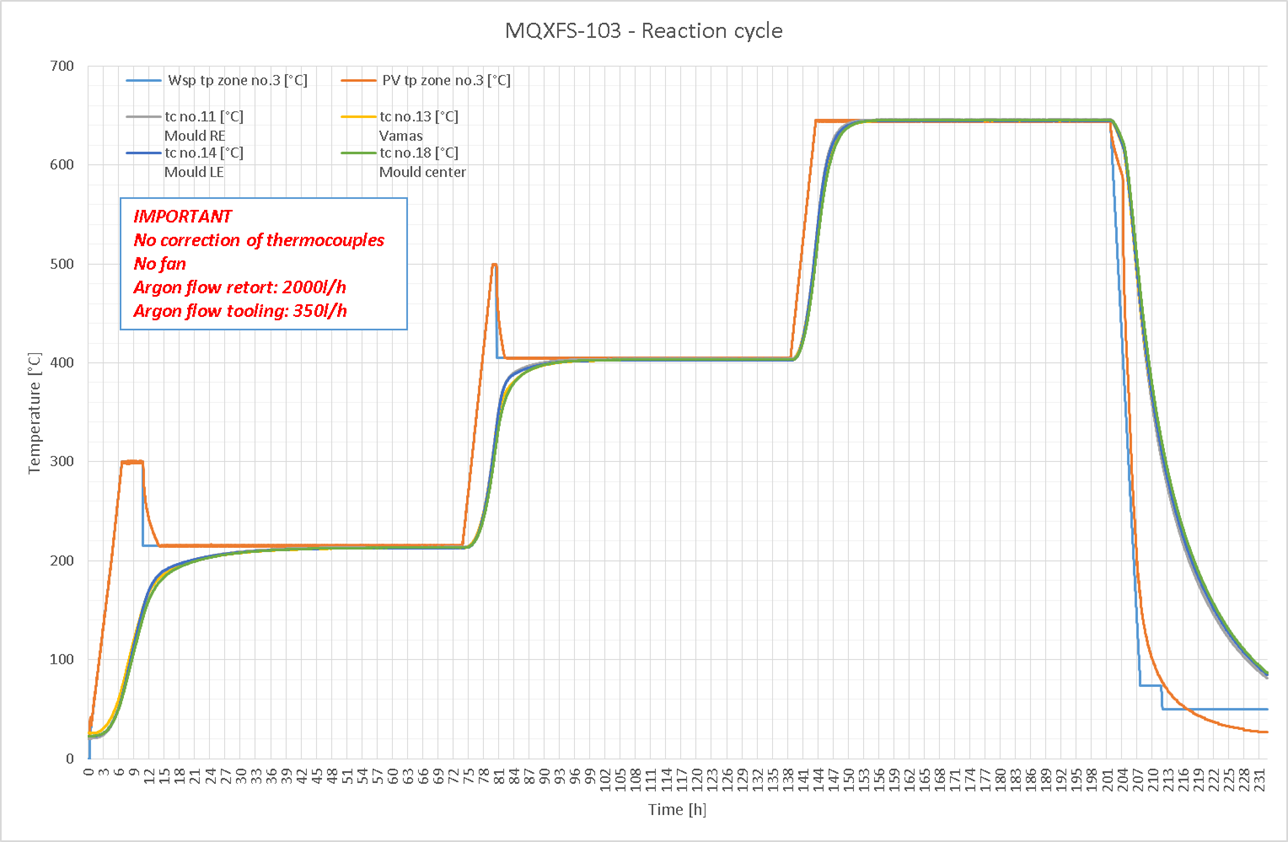 MQXFS-103 - Reaction cycle
700
600
500
400
300
200
100
0
Temperature [°C]
Wsp tp zone no.3 [°C]
PV tp zone no.3 [°C]
tc no.11 [°C]
Mould RE
tc no.13 [°C]
Vamas
tc no.14 [°C]
Mould LE
tc no.18 [°C]
Mould center
IMPORTANT
No correction of thermocouples
No fan
Argon flow retort: 2000l/h
Argon flow tooling: 350l/h
0 3 6 9 12 15 18 21 24 27 30 33 36 39 42 45 48 51 54 57 60 63 66 69 72 75 78 81 84 87 90 93 96 99 102 105 108 111 114 117 120 123 126 129 132 135 138 141 144 147 150 153 156 159 162 165 168 171 174 177 180 183 186 189 192 195 198 201 204 207 210 213 216 219 222 225 228 231
Time [h]